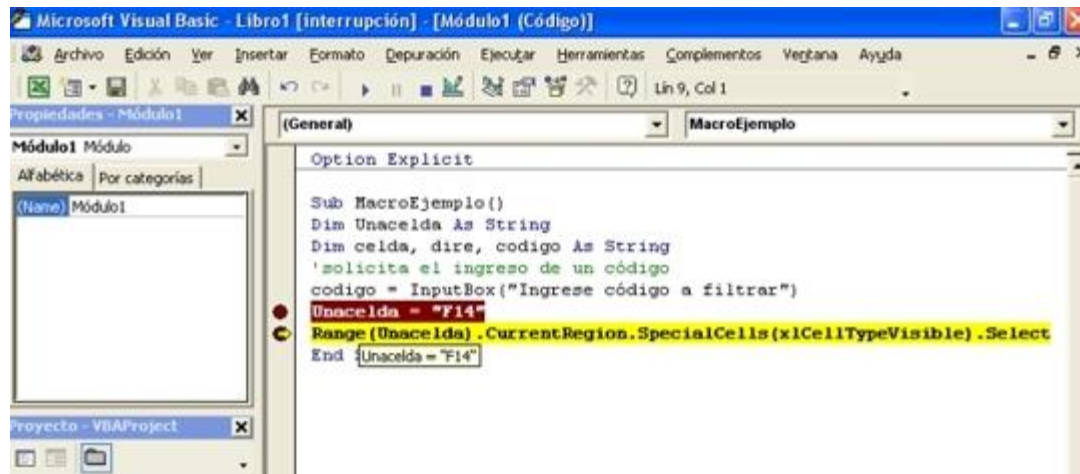 Microsoft Visual Basic - Libro1 [interrupción] - [Módulo1 (Código)]
Archivo Edición Ver Insertar Formato Depuración Ejecutar Herramientas Complementos Ventana Ayuda
Lín 9, Col 1
Propiedades - Módulo1
Módulo1 Módulo
Alfabética Por categorías
(Name) Módulo1
(General)
MacroEjemplo
Option Explicit
Sub MacroEjemplo()
Dim Unacelda As String
Dim celda, dire, codigo As String
'solicita el ingreso de un código
codigo = InputBox("Ingrese código a filtrar")
Unacelda = "F14"
Range(Unacelda).CurrentRegion.SpecialCells(xlCellTypeVisible).Select
End
Unacelda = "F14"
Proyecto - VBAProject